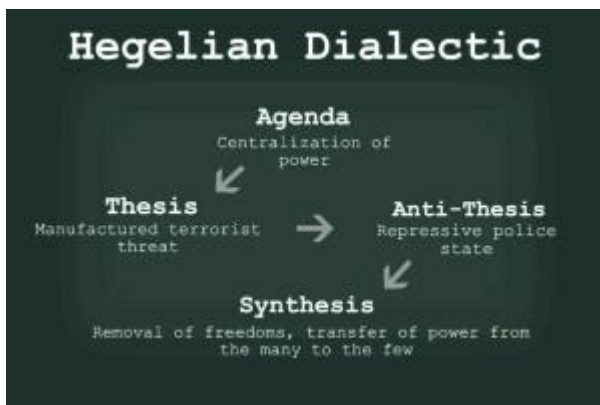 Hegelian Dialectic
Agenda
Centralization of
power
Thesis
Manufactured terrorist
threat
Anti-Thesis
Repressive police
state
Synthesis
Removal of freedoms, transfer of power from
the many to the few